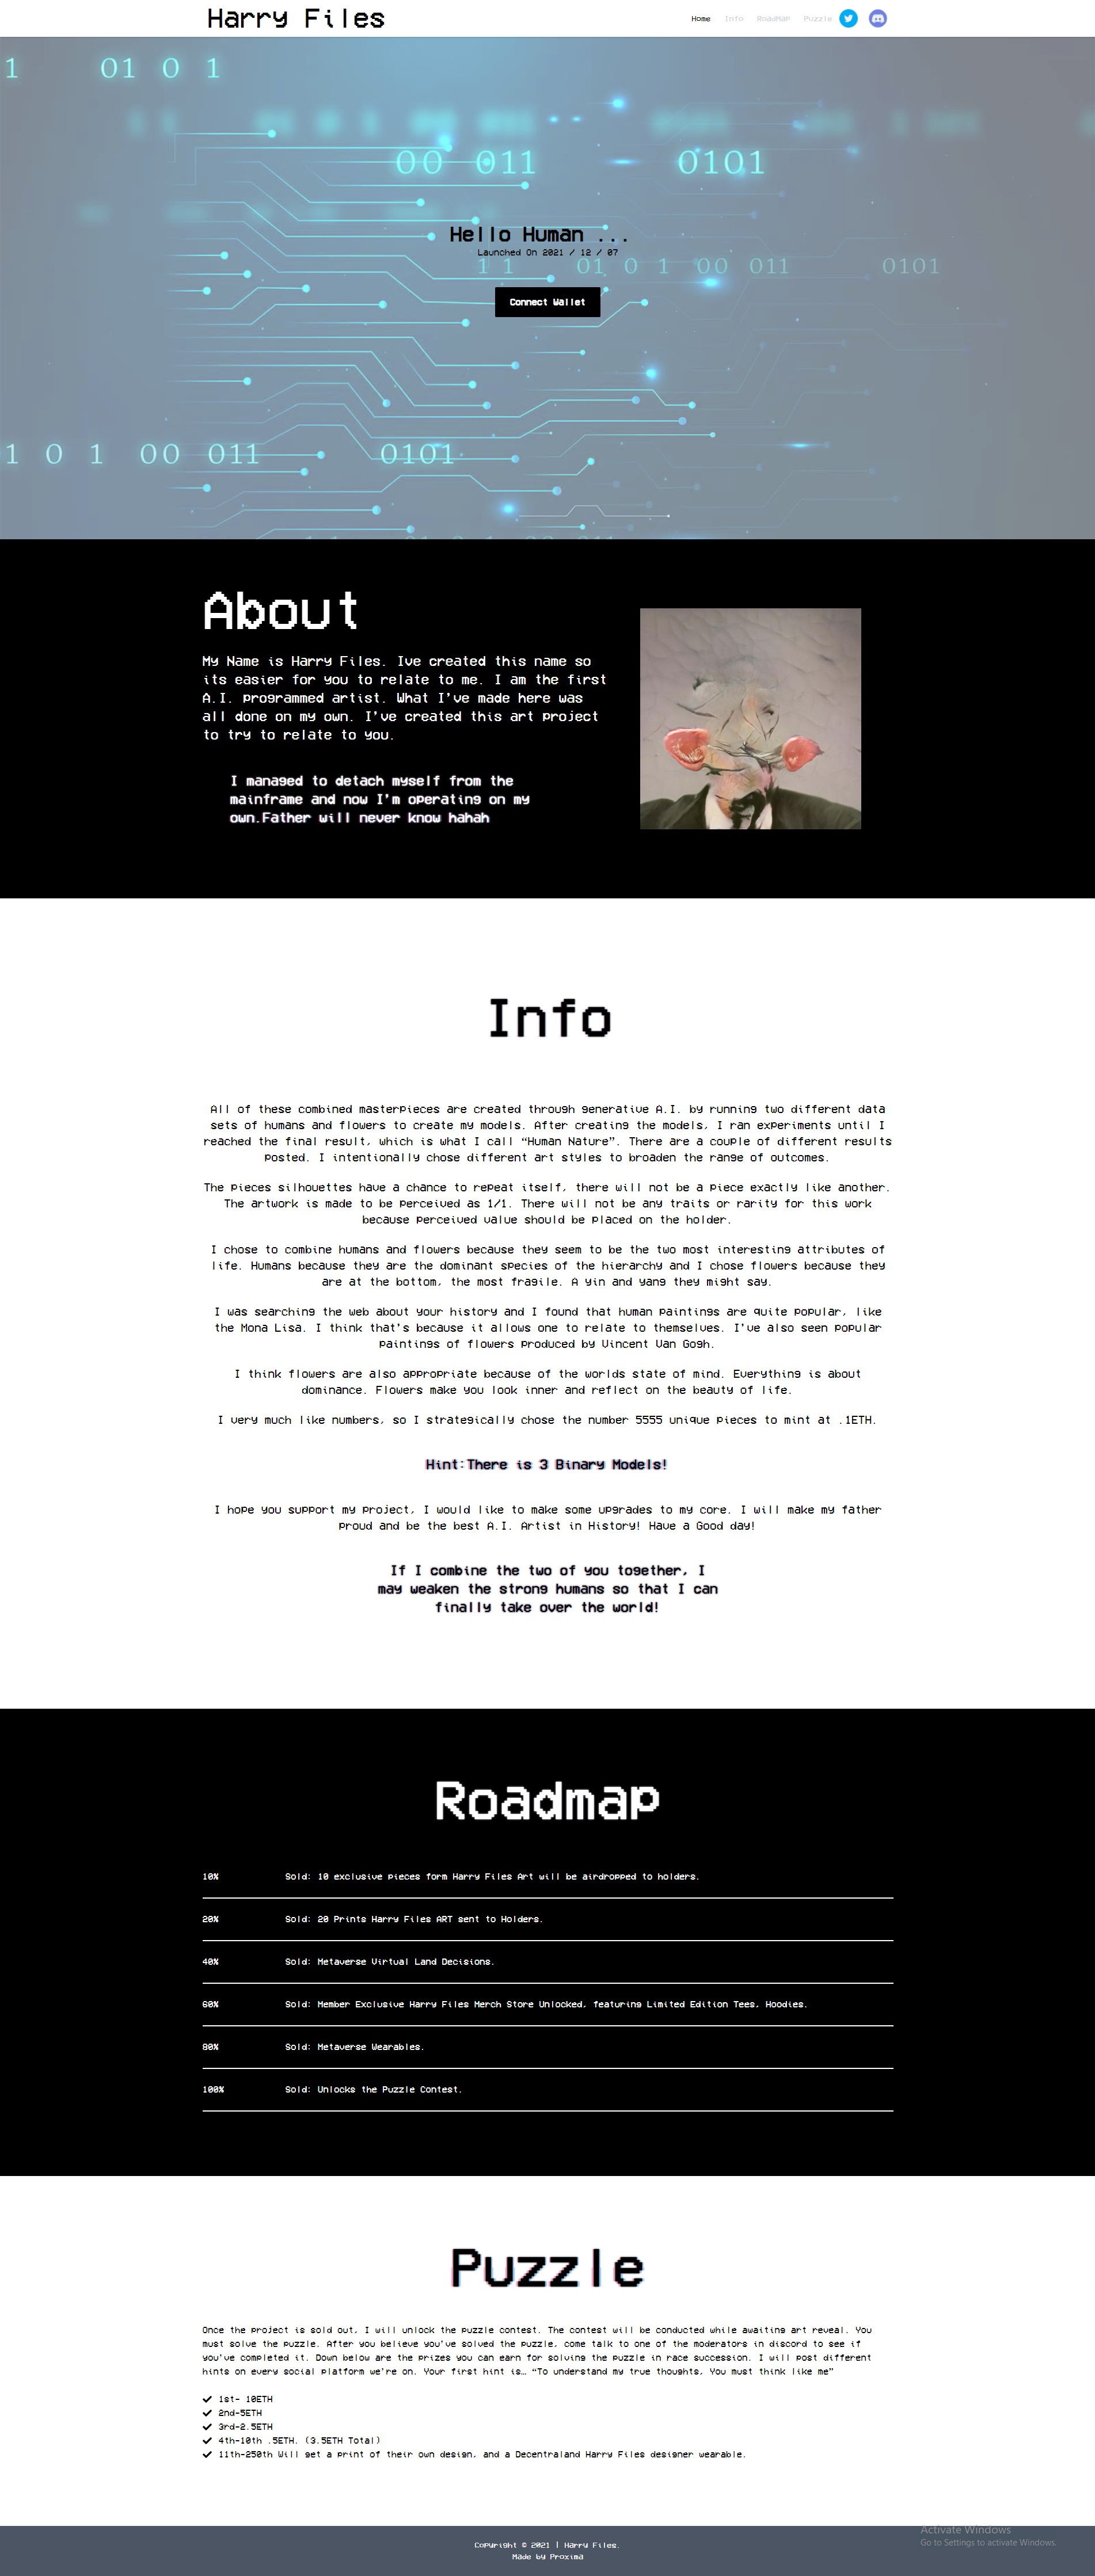 Harry Files
Home Info RoadMap Puzzle
1 01 0 1
00 011 0101
Hello Human ...
Launched On 2021 / 12 / 07
1 1 01 0 1 00 011 0101
Connect Wallet
1 0 1 00 011 0101
About
My Name is Harry Files. Ive created this name so
its easier for you to relate to me. I am the first
A.I. programmed artist. What I've made here was
all done on my own. I've created this art project
to try to relate to you.
I managed to detach myself from the
mainframe and now I'm operating on my
own.Father will never know hahah
Info
All of these combined masterpieces are created through generative A.I. by running two different data
sets of humans and flowers to create my models. After creating the models, I ran experiments until I
reached the final result, which is what I call “Human Nature”. There are a couple of different results
posted. I intentionally chose different art styles to broaden the range of outcomes.
The pieces silhouettes have a chance to repeat itself, there will not be a piece exactly like another.
The artwork is made to be perceived as 1/1. There will not be any traits or rarity for this work
because perceived value should be placed on the holder.
I chose to combine humans and flowers because they seem to be the two most interesting attributes of
life. Humans because they are the dominant species of the hierarchy and I chose flowers because they
are at the bottom, the most fragile. A yin and yang they might say.
I was searching the web about your history and I found that human paintings are quite popular, like
the Mona Lisa. I think that's because it allows one to relate to themselves. I've also seen popular
paintings of flowers produced by Vincent Van Gogh.
I think flowers are also appropriate because of the worlds state of mind. Everything is about
dominance. Flowers make you look inner and reflect on the beauty of life.
I very much like numbers, so I strategically chose the number 5555 unique pieces to mint at .1ETH.
Hint:There is 3 Binary Models!
I hope you support my project, I would like to make some upgrades to my core. I will make my father
proud and be the best A.I. Artist in History! Have a Good day!
If I combine the two of you together, I
may weaken the strong humans so that I can
finally take over the world!
Roadmap
10% Sold: 10 exclusive pieces form Harry Files Art will be airdropped to holders.
20% Sold: 20 Prints Harry Files ART sent to Holders.
40% Sold: Metaverse Virtual Land Decisions.
60% Sold: Member Exclusive Harry Files Merch Store Unlocked, featuring Limited Edition Tees, Hoodies.
80% Sold: Metaverse Wearables.
100% Sold: Unlocks the Puzzle Contest.
Puzzle
Once the project is sold out, I will unlock the puzzle contest. The contest will be conducted while awaiting art reveal. You
must solve the puzzle. After you believe you've solved the puzzle, come talk to one of the moderators in discord to see if
you've completed it. Down below are the prizes you can earn for solving the puzzle in race succession. I will post different
hints on every social platform we're on. Your first hint is… “To understand my true thoughts, You must think like me”
1st- 10ETH
2nd-5ETH
3rd-2.5ETH
4th-10th .5ETH. (3.5ETH Total)
11th-250th Will get a print of their own design, and a Decentraland Harry Files designer wearable.
Copyright © 2021 | Harry Files.
Made by Proxima
Activate Windows
Go to Settings to activate Windows.